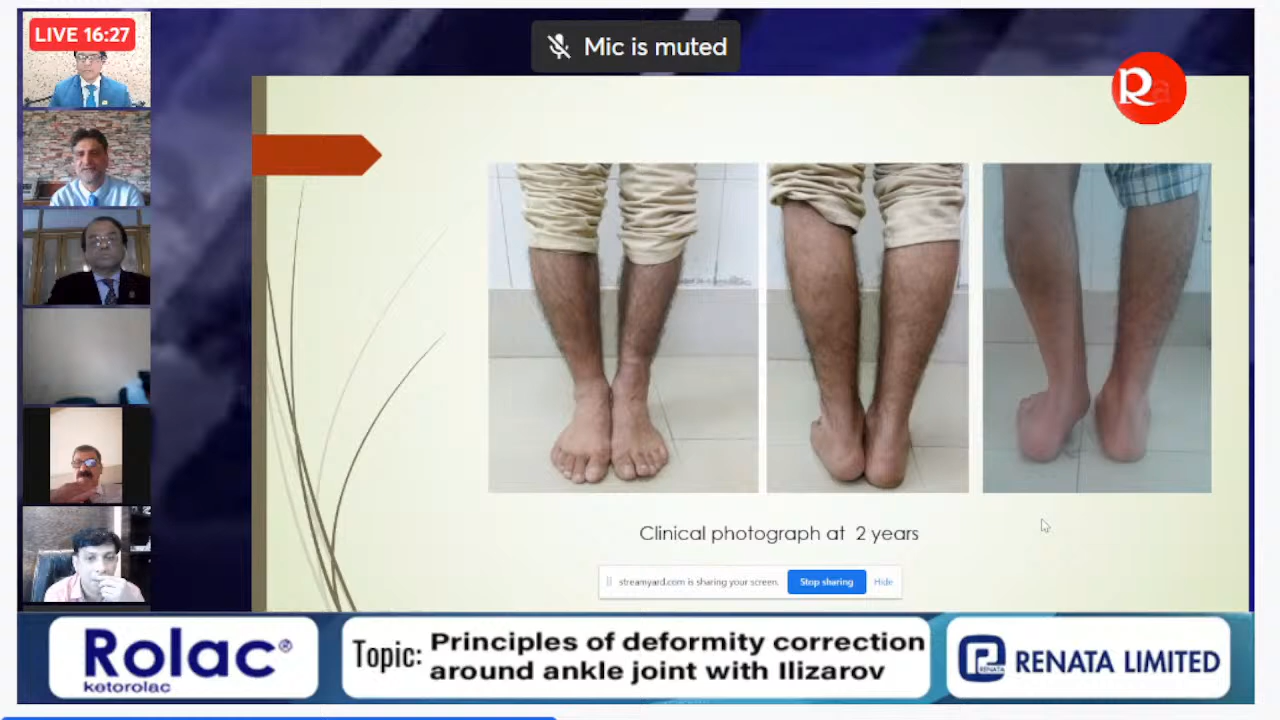 LIVE 16:27
Mic is muted
R
Clinical photograph at 2 years
streamyard.com is sharing your screen.
Stop sharing
Hide
Rolac®
ketorolac
Topic: Principles of deformity correction
around ankle joint with Ilizarov
RENATA
RENATA LIMITED